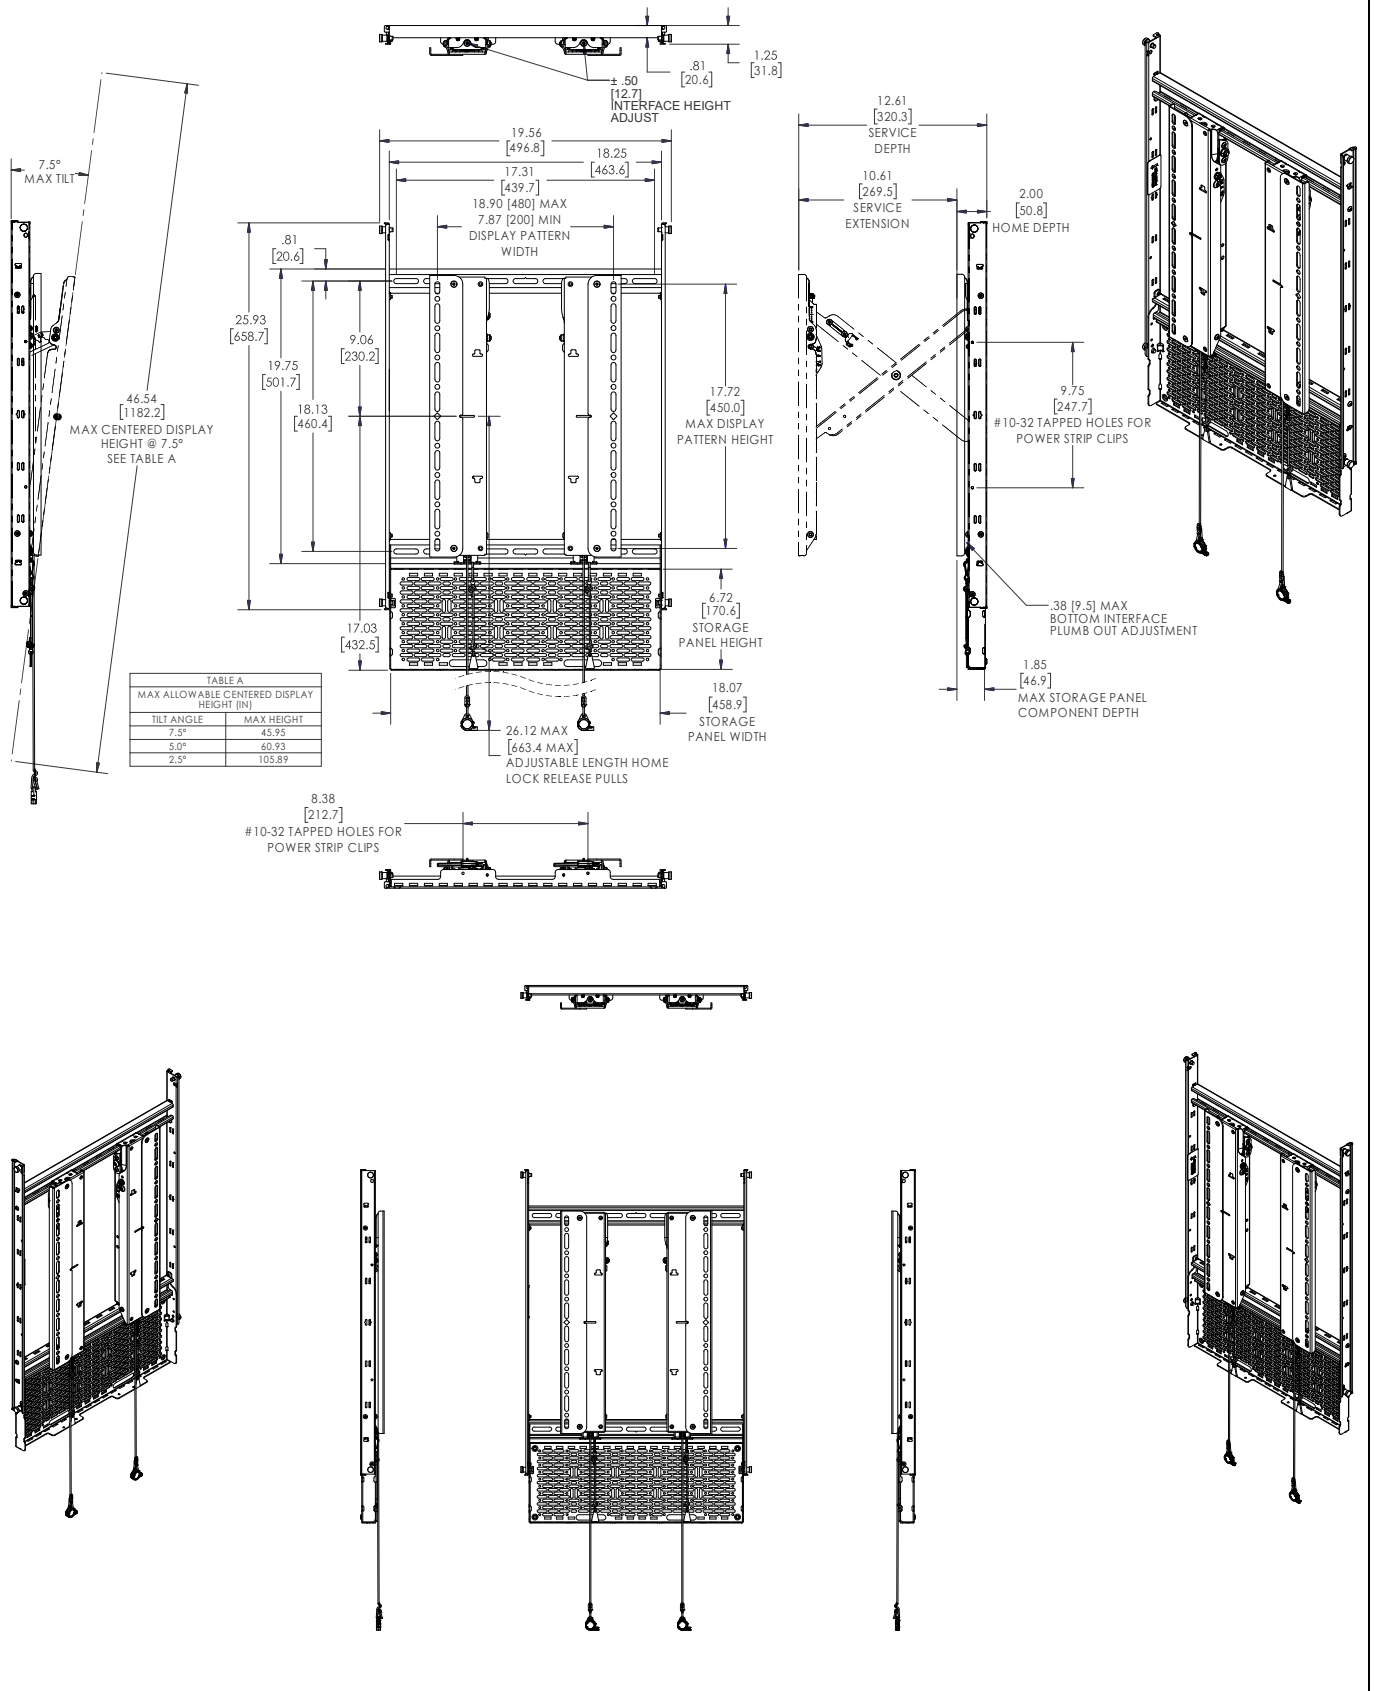 .81
[20.6]
1.25
[31.8]
± .50
[12.7]
INTERFACE HEIGHT
ADJUST
19.56
[496.8]
18.25
[463.6]
17.31
[439.7]
18.90 [480] MAX
7.87 [200] MIN
DISPLAY PATTERN
WIDTH
7.5°
MAX TILT
.81
[20.6]
25.93
[658.7]
19.75
[501.7]
18.13
[460.4]
9.06
[230.2]
17.03
[432.5]
46.54
[1182.2]
MAX CENTERED DISPLAY
HEIGHT @ 7.5°
SEE TABLE A
17.72
[450.0]
MAX DISPLAY
PATTERN HEIGHT
6.72
[170.6]
STORAGE
PANEL HEIGHT
18.07
[458.9]
STORAGE
PANEL WIDTH
26.12 MAX
[663.4 MAX]
ADJUSTABLE LENGTH HOME
LOCK RELEASE PULLS
12.61
[320.3]
SERVICE
DEPTH
10.61
[269.5]
SERVICE
EXTENSION
2.00
[50.8]
HOME DEPTH
9.75
[247.7]
#10-32 TAPPED HOLES FOR
POWER STRIP CLIPS
.38 [9.5] MAX
BOTTOM INTERFACE
PLUMB OUT ADJUSTMENT
1.85
[46.9]
MAX STORAGE PANEL
COMPONENT DEPTH
TABLE A
MAX ALLOWABLE CENTERED DISPLAY
HEIGHT (IN)
TILT ANGLE MAX HEIGHT
7.5° 45.95
5.0° 60.93
2.5° 105.89
8.38
[212.7]
#10-32 TAPPED HOLES FOR
POWER STRIP CLIPS